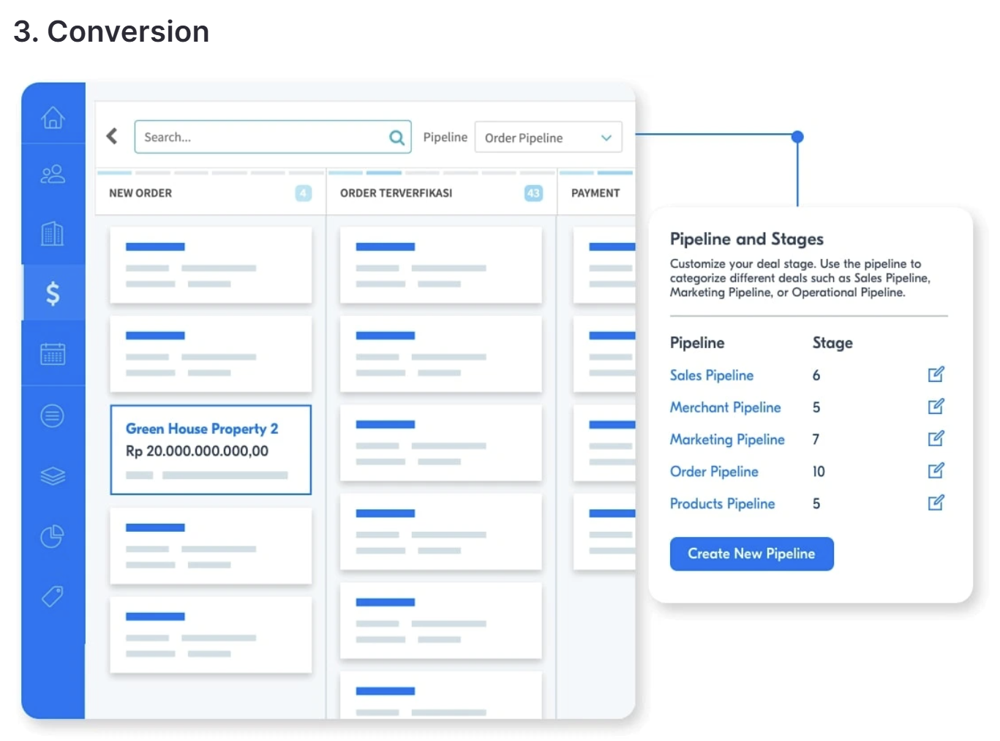 3. Conversion
Search...
Pipeline
Order Pipeline
NEW ORDER
4
ORDER TERVERFIKASI
43
PAYMENT
Green House Property 2
Rp 20.000.000.000,00
Pipeline and Stages
Customize your deal stage. Use the pipeline to
categorize different deals such as Sales Pipeline,
Marketing Pipeline, or Operational Pipeline.
Pipeline Stage
Sales Pipeline 6
Merchant Pipeline 5
Marketing Pipeline 7
Order Pipeline 10
Products Pipeline 5
Create New Pipeline